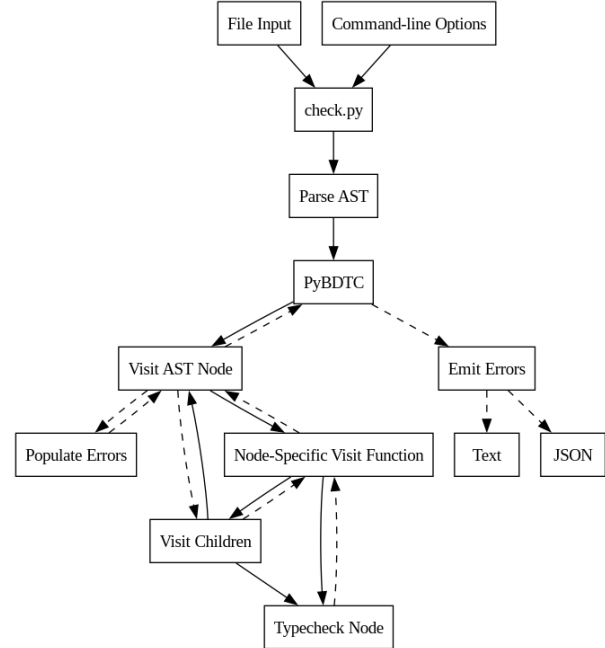 File Input
Command-line Options
check.py
Parse AST
PyBDTC
Visit AST Node
Emit Errors
Populate Errors
Node-Specific Visit Function
Text
JSON
Visit Children
Typecheck Node